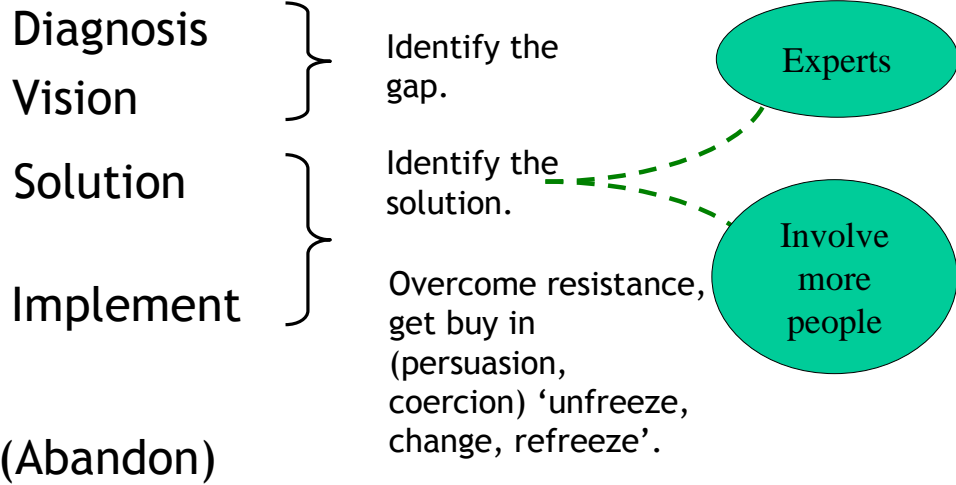 Diagnosis
Vision
Identify the
gap.
Experts
Solution
Identify the
solution.
Involve
more
people
Implement
Overcome resistance,
get buy in
(persuasion,
coercion) ‘unfreeze,
change, refreeze’.
(Abandon)